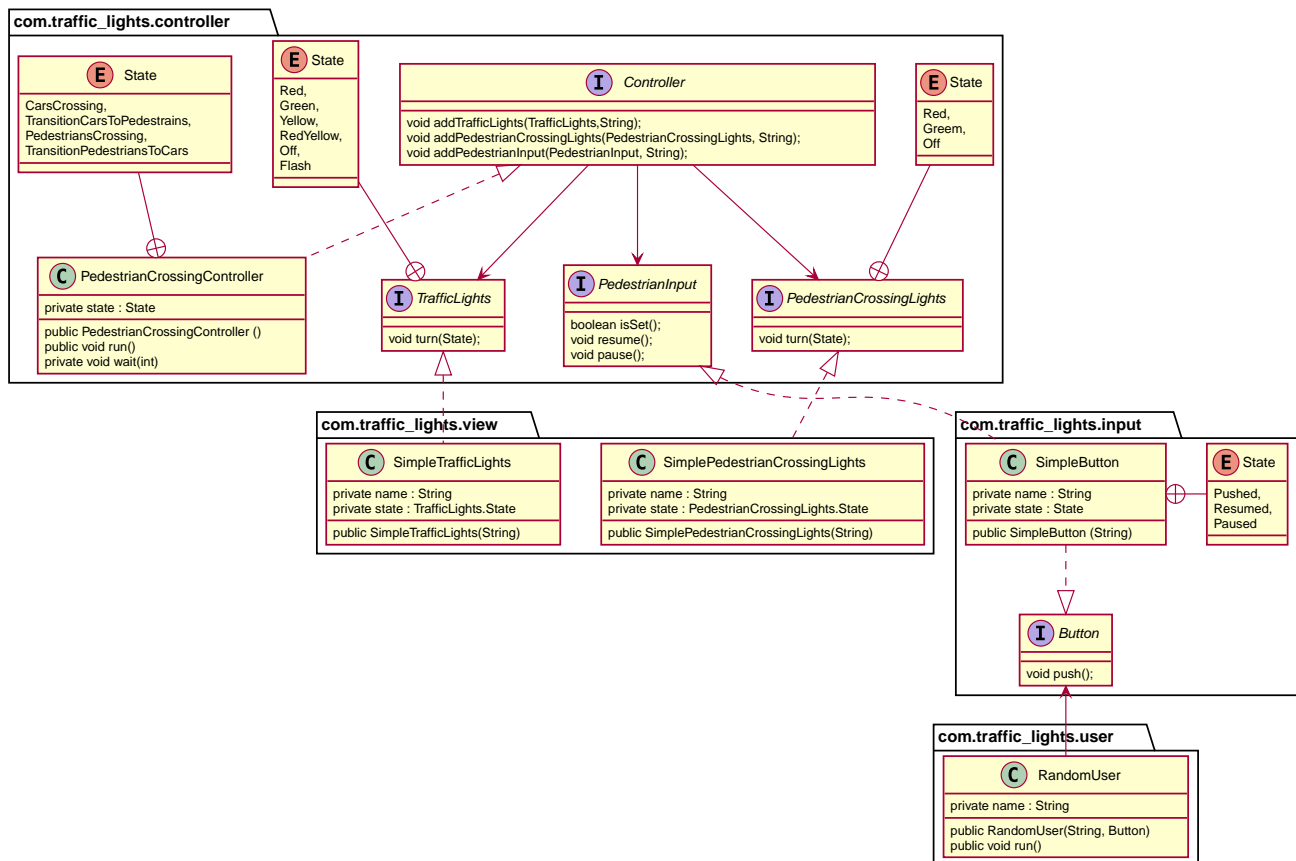 com.traffic_lights.controller
E State
CarsCrossing,
TransitionCarsToPedestrains,
PedestriansCrossing,
TransitionPedestriansToCars
E State
Red,
Green,
Yellow,
RedYellow,
Off,
Flash
I Controller
void addTrafficLights(TrafficLights,String);
void addPedestrianCrossingLights(PedestrianCrossingLights, String);
void addPedestrianInput(PedestrianInput, String);
E State
Red,
Greem,
Off
C PedestrianCrossingController
private state : State
public PedestrianCrossingController ()
public void run()
private void wait(int)
I TrafficLights
void turn(State);
I PedestrianInput
boolean isSet();
void resume();
void pause();
I PedestrianCrossingLights
void turn(State);
com.traffic_lights.view
C SimpleTrafficLights
private name : String
private state : TrafficLights.State
public SimpleTrafficLights(String)
C SimplePedestrianCrossingLights
private name : String
private state : PedestrianCrossingLights.State
public SimplePedestrianCrossingLights(String)
com.traffic_lights.input
C SimpleButton
private name : String
private state : State
public SimpleButton (String)
E State
Pushed,
Resumed,
Paused
I Button
void push();
com.traffic_lights.user
C RandomUser
private name : String
public RandomUser(String, Button)
public void run()